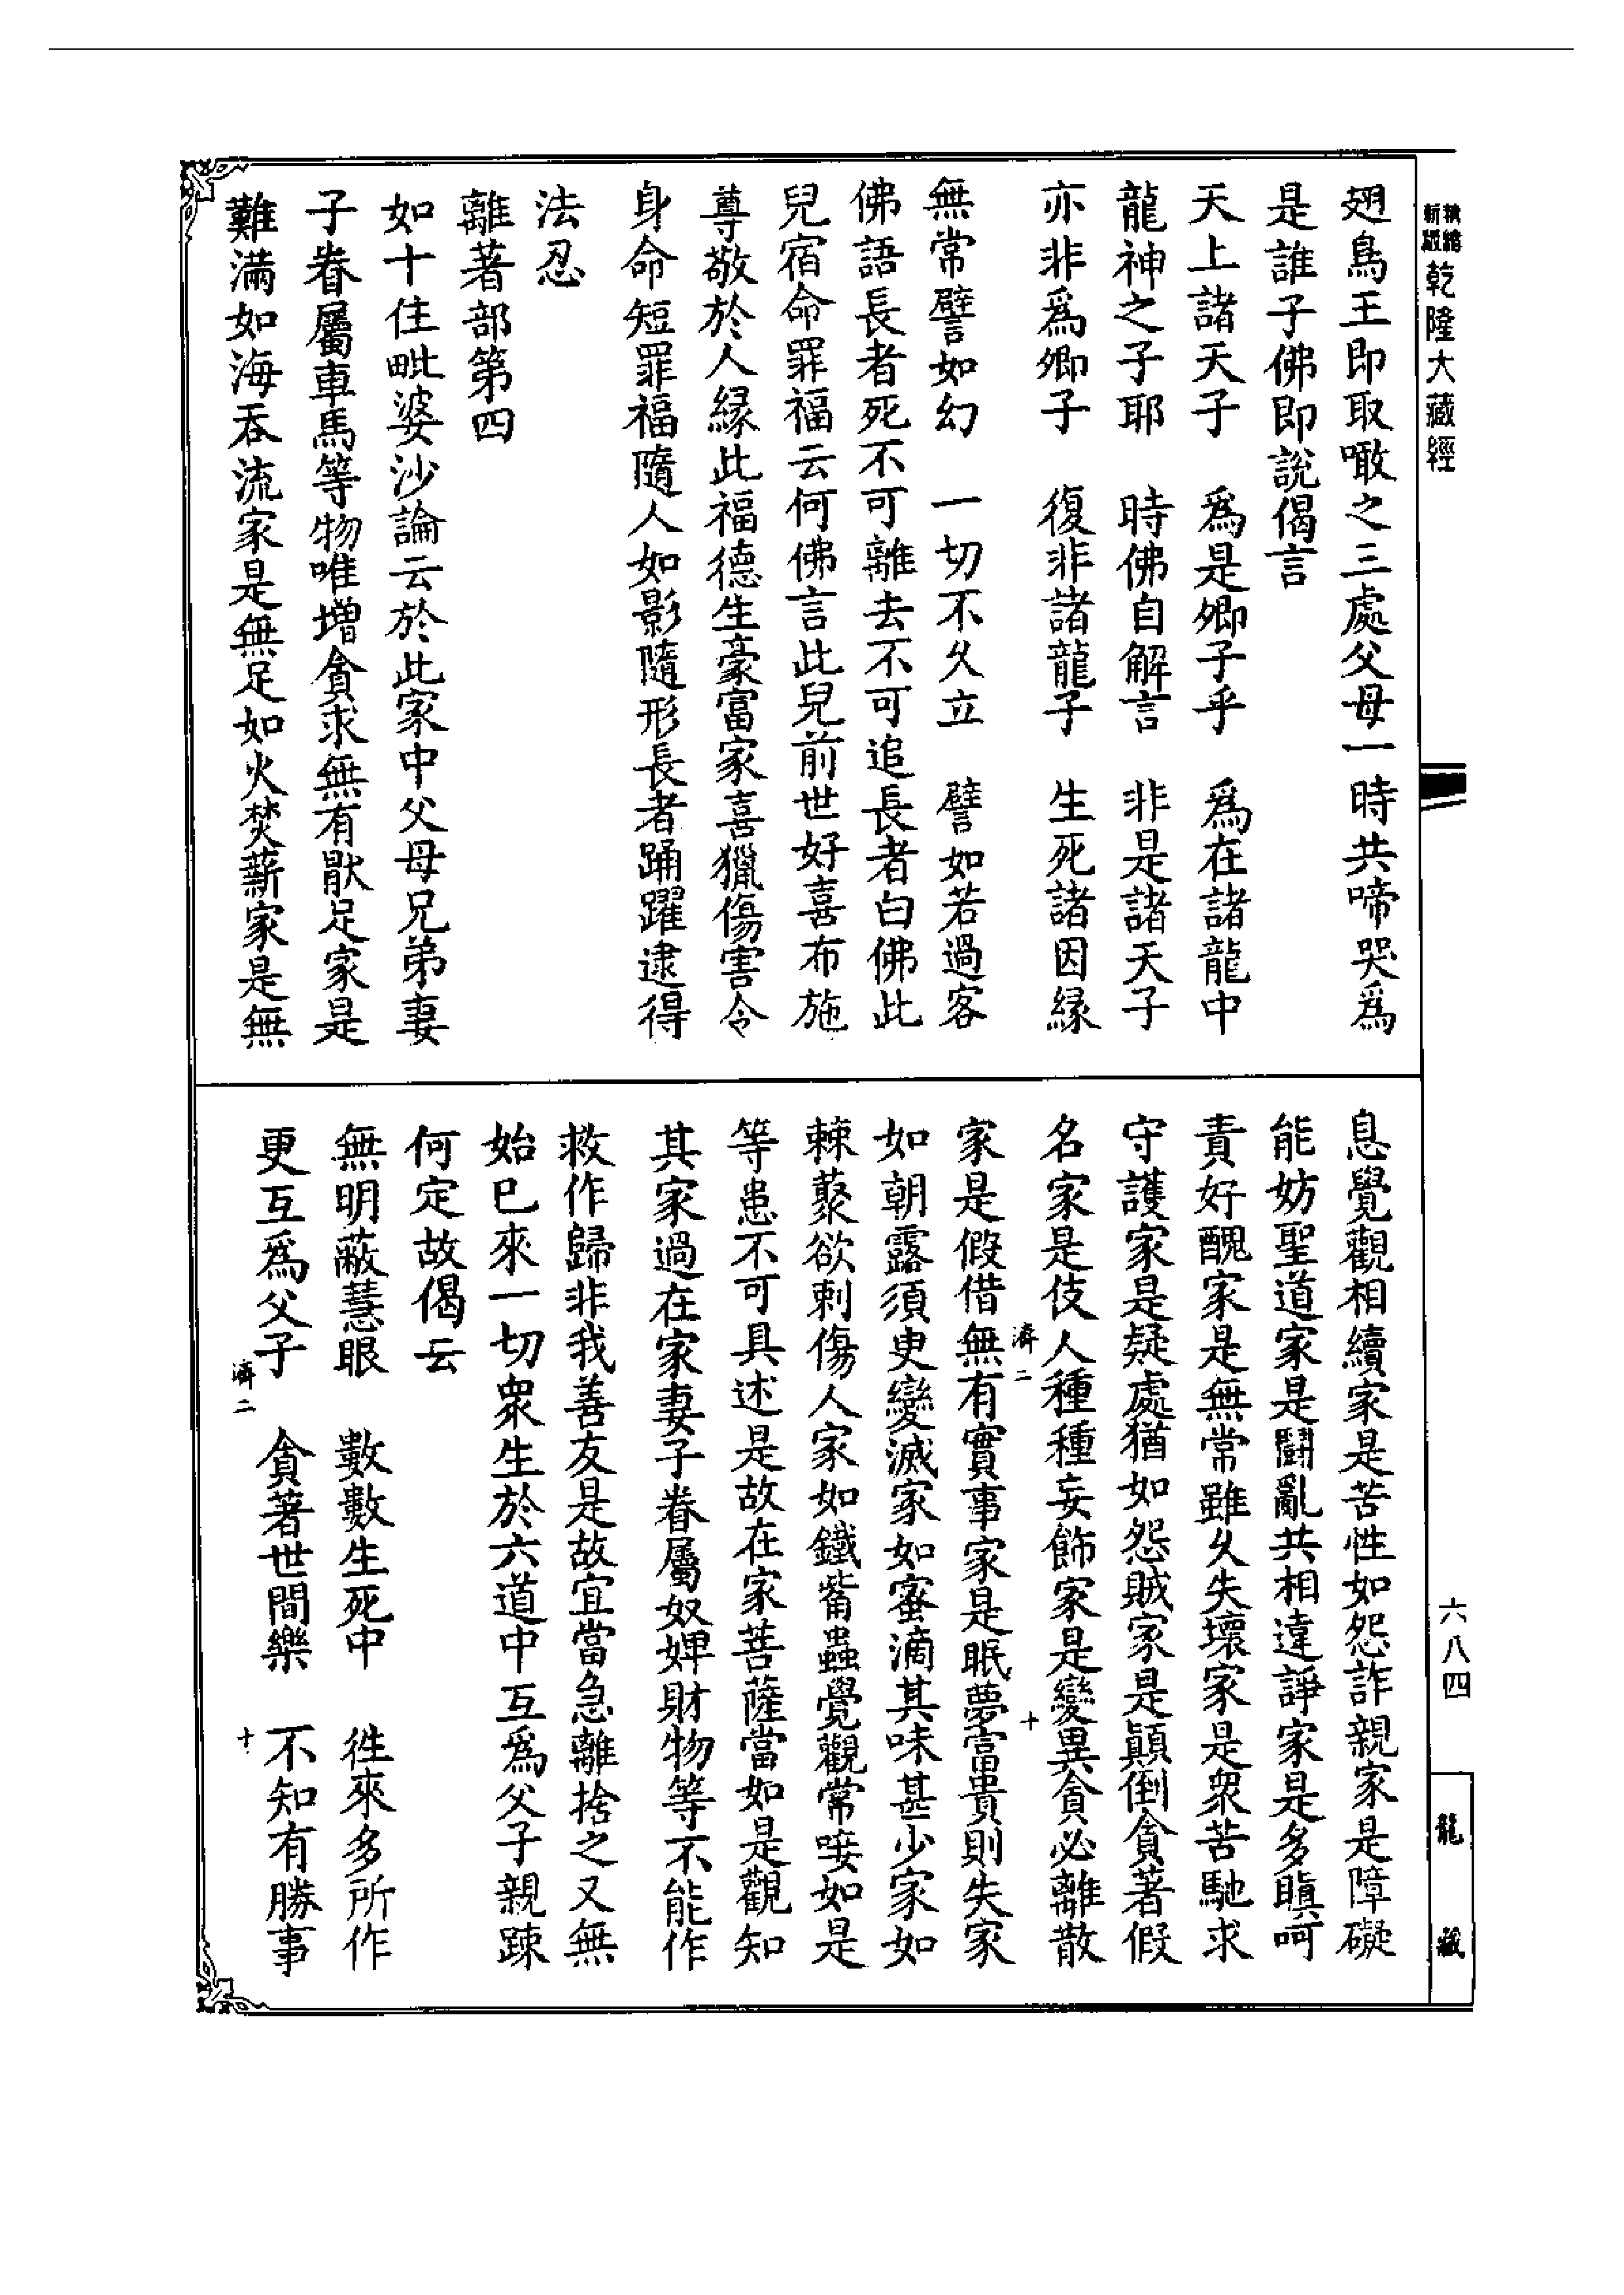 新編縮版乾隆大藏經
翅鳥王即取噉之三處父母一時共啼哭爲
是誰子佛即說偈言
天上諸天子　爲是卿子乎　爲在諸龍中
龍神之子耶　時佛自解言　非是諸天子
亦非爲卿子　復非諸龍子　生死諸因縁
無常譬如幻　一切不久立　譬如若過客
佛語長者死不可離去不可追長者白佛此
兒宿命罪福云何佛言此兒前世好喜布施
尊敬於人縁此福德生豪富家喜獵傷害令
身命短罪福隨人如影隨形長者踊躍逮得
法忍
離著部第四
如十住毗婆沙論云於此家中父母兄弟妻
子眷屬車馬等物唯增貪求無有猒足家是
難滿如海吞流家是無足如火焚薪家是無
息覺觀相續家是苦性如怨詐親家是障礙
能妨聖道家是鬪亂共相違諍家是多瞋呵
責好醜家是無常雖久失壞家是衆苦馳求
守護家是疑處猶如怨賊家是顛倒貪著假
名家是伎人種種妄飾家是變異貪必離散
家是假借無有實事家是眠夢富貴則失家
如朝露須臾變滅家如蜜滴其味甚少家如
棘蘩欲刺傷人家如鐵觜蟲覺觀常唼如是
等患不可具述是故在家菩薩當如是觀知
其家過在家妻子眷屬奴婢財物等不能作
救作歸非我善友是故宜當急離捨之又無
始巳來一切衆生於六道中互爲父子親踈
何定故偈云
無明蔽慧眼　數數生死中　徃來多所作
更互爲父子　貪著世間樂　不知有勝事
濟二　十
濟二　十
六八四
龍藏